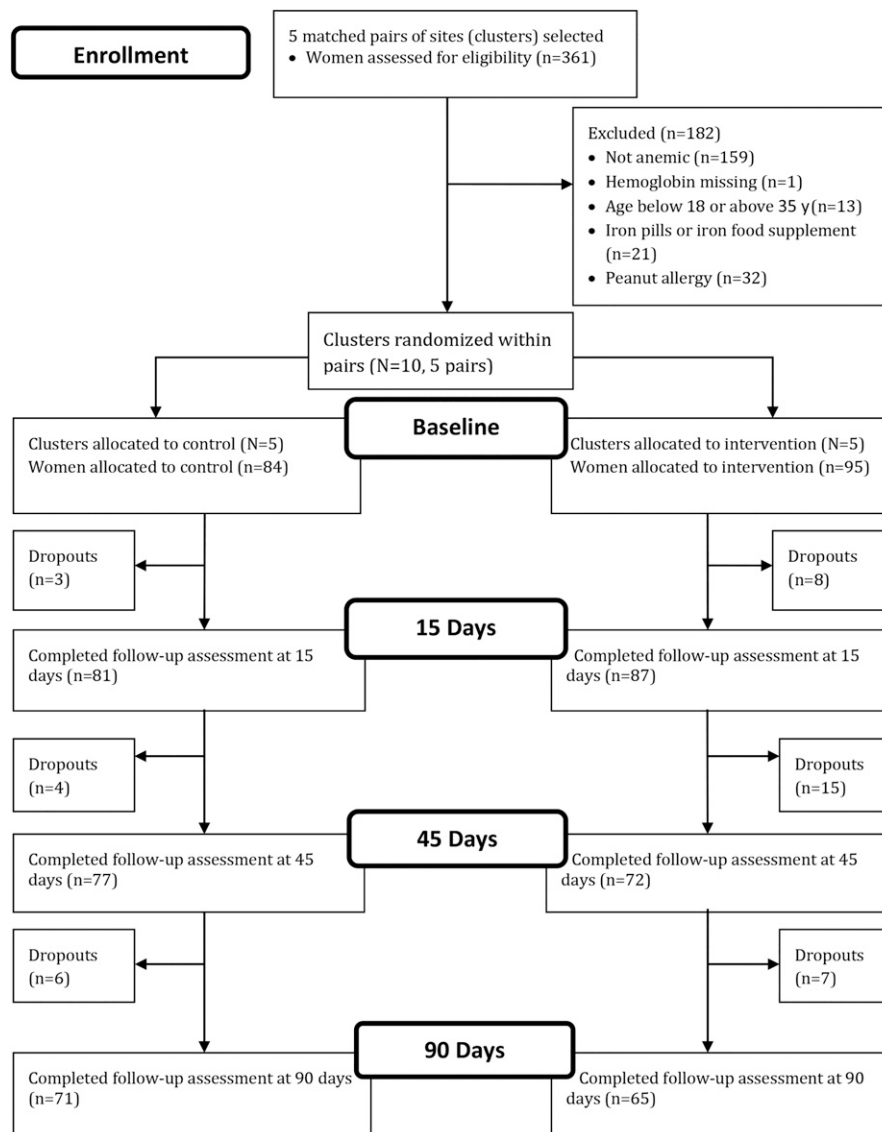 Enrollment
5 matched pairs of sites (clusters) selected
• Women assessed for eligibility (n=361)
Excluded (n=182)
• Not anemic (n=159)
• Hemoglobin missing (n=1)
• Age below 18 or above 35 y (n=13)
• Iron pills or iron food supplement
(n=21)
• Peanut allergy (n=32)
Clusters randomized within
pairs (N=10, 5 pairs)
Baseline
Clusters allocated to control (N=5)
Women allocated to control (n=84)
Clusters allocated to intervention (N=5)
Women allocated to intervention (n=95)
Dropouts
(n=3)
Dropouts
(n=8)
15 Days
Completed follow-up assessment at 15
days (n=81)
Completed follow-up assessment at 15
days (n=87)
Dropouts
(n=4)
Dropouts
(n=15)
45 Days
Completed follow-up assessment at 45
days (n=77)
Completed follow-up assessment at 45
days (n=72)
Dropouts
(n=6)
Dropouts
(n=7)
90 Days
Completed follow-up assessment at 90 days
(n=71)
Completed follow-up assessment at 90
days (n=65)